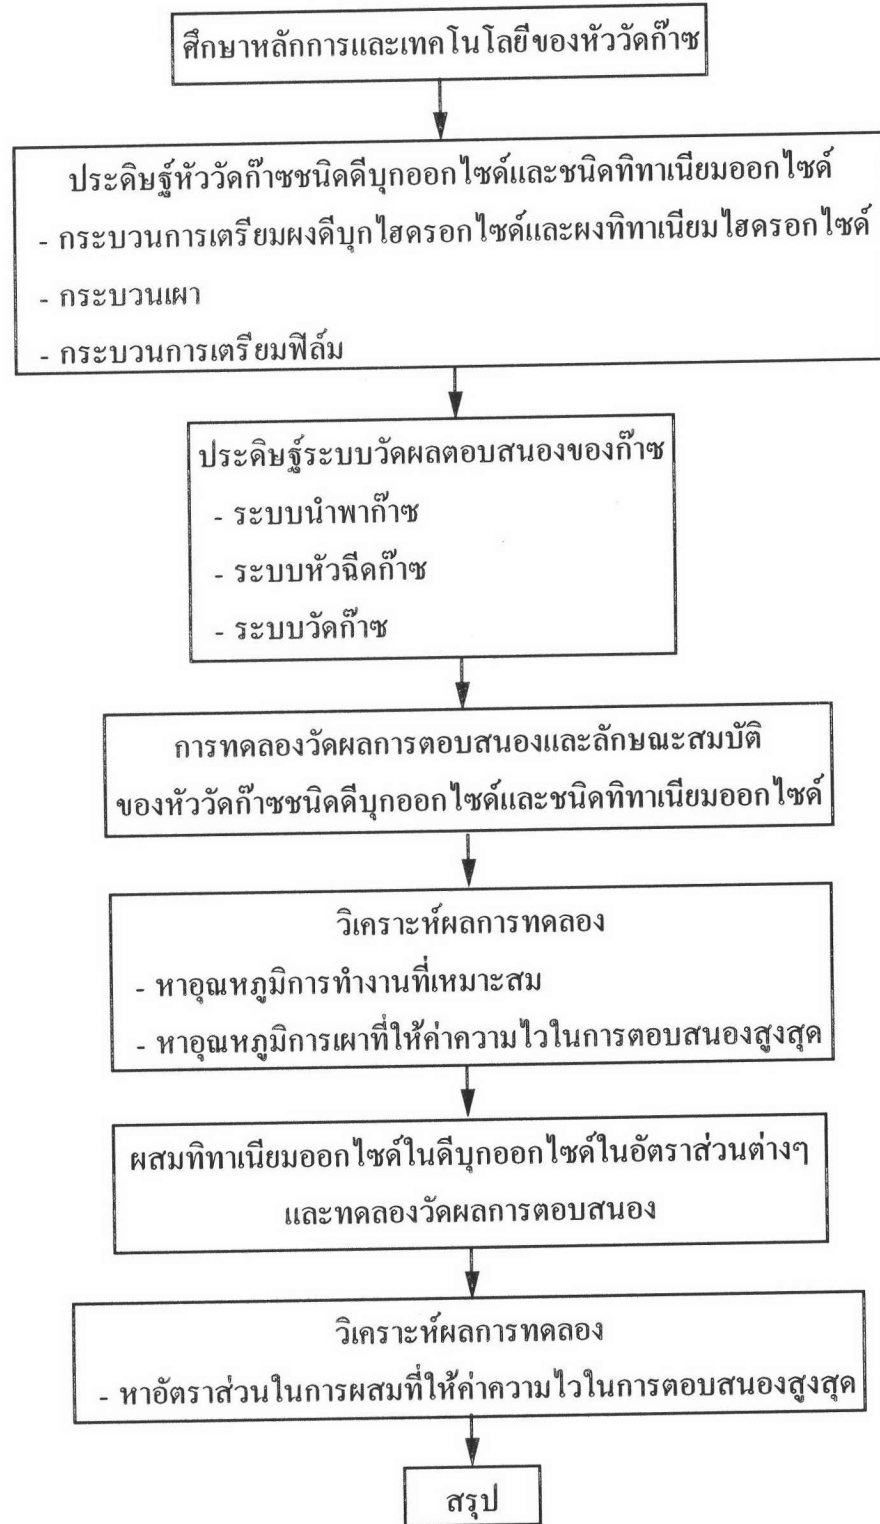 ศึกษาหลักการและเทคโนโลยีของหัววัดก๊าซ
ประดิษฐ์หัววัดก๊าซชนิดดีบุกออกไซด์และชนิดทิทาเนียมออกไซด์
- กระบวนการเตรียมผงดีบุกไฮดรอกไซด์และผงทิทาเนียมไฮดรอกไซด์
- กระบวนเผา
- กระบวนการเตรียมฟิล์ม
ประดิษฐ์ระบบวัดผลตอบสนองของก๊าซ
- ระบบนำพาก๊าซ
- ระบบหัวฉีดก๊าซ
- ระบบวัดก๊าซ
การทดลองวัดผลการตอบสนองและลักษณะสมบัติ
ของหัววัดก๊าซชนิดดีบุกออกไซด์และชนิดทิทาเนียมออกไซด์
วิเคราะห์ผลการทดลอง
- หาอุณหภูมิการทำงานที่เหมาะสม
- หาอุณหภูมิการเผาที่ให้ค่าความไวในการตอบสนองสูงสุด
ผสมทิทาเนียมออกไซด์ในดีบุกออกไซด์ในอัตราส่วนต่างๆ
และทดลองวัดผลการตอบสนอง
วิเคราะห์ผลการทดลอง
- หาอัตราส่วนในการผสมที่ให้ค่าความไวในการตอบสนองสูงสุด
สรุป